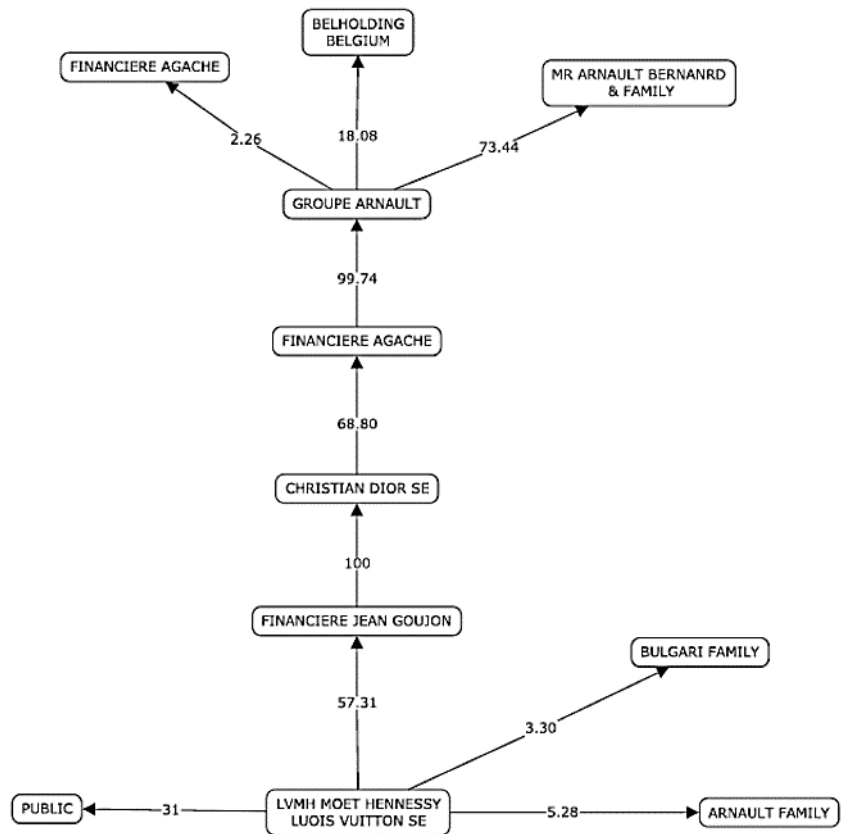 BELHOLDING
BELGIUM
FINANCIERE AGACHE
MR ARNAULT BERNANRD
& FAMILY
2.26
18.08
73.44
GROUPE ARNAULT
99.74
FINANCIERE AGACHE
68.80
CHRISTIAN DIOR SE
100
FINANCIERE JEAN GOUJON
BULGARI FAMILY
57.31
3.30
PUBLIC
31
LVMH MOET HENNESSY
LUOIS VUITTON SE
5.28
ARNAULT FAMILY